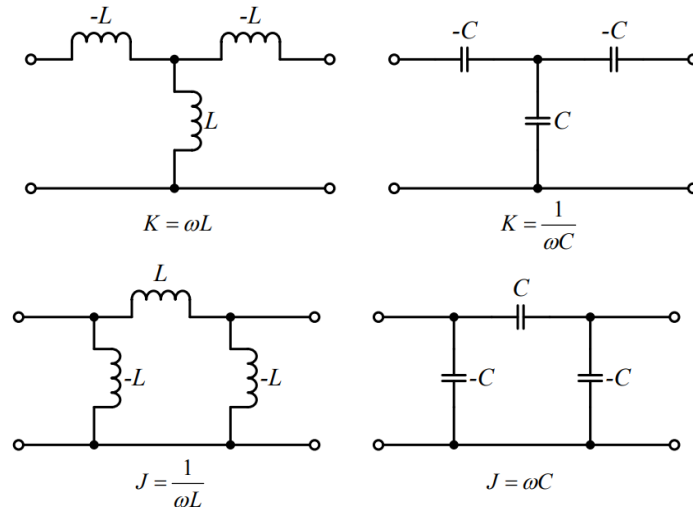 -L -L -C -C
L C
K = ωL K = 1/ωC
L C
-L -L -C -C
J = 1/ωL J = ωC